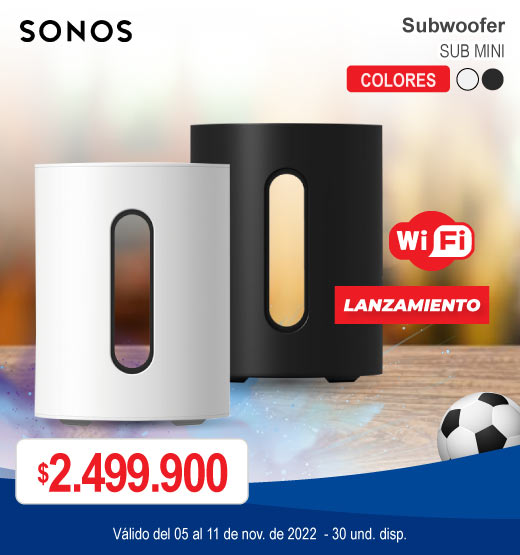 SONOS
Subwoofer
SUB MINI
COLORES
WiFi
LANZAMIENTO
$2.499.900
Válido del 05 al 11 de nov. de 2022 - 30 und. disp.